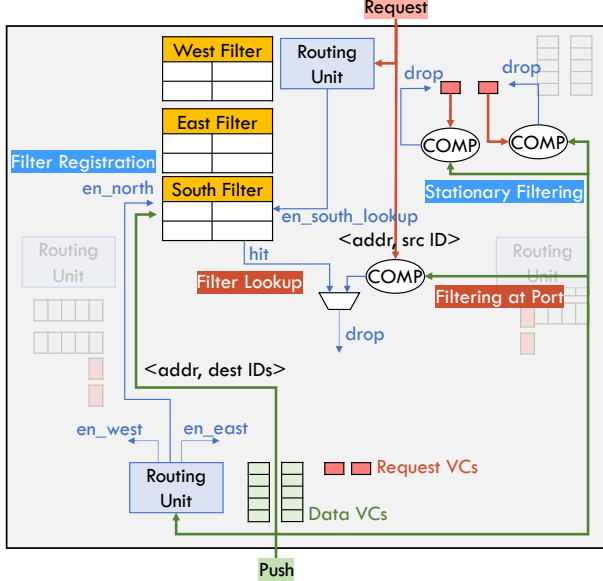 Request
West Filter
Routing
Unit
drop
drop
East Filter
COMP
COMP
Filter Registration
en_north
South Filter
Stationary Filtering
en_south_lookup
<addr, src ID>
Routing
Unit
hit
Routing
Unit
Filter Lookup
COMP
Filtering at Port
drop
<addr, dest IDs>
en_west
en_east
Routing
Unit
Request VCs
Data VCs
Push